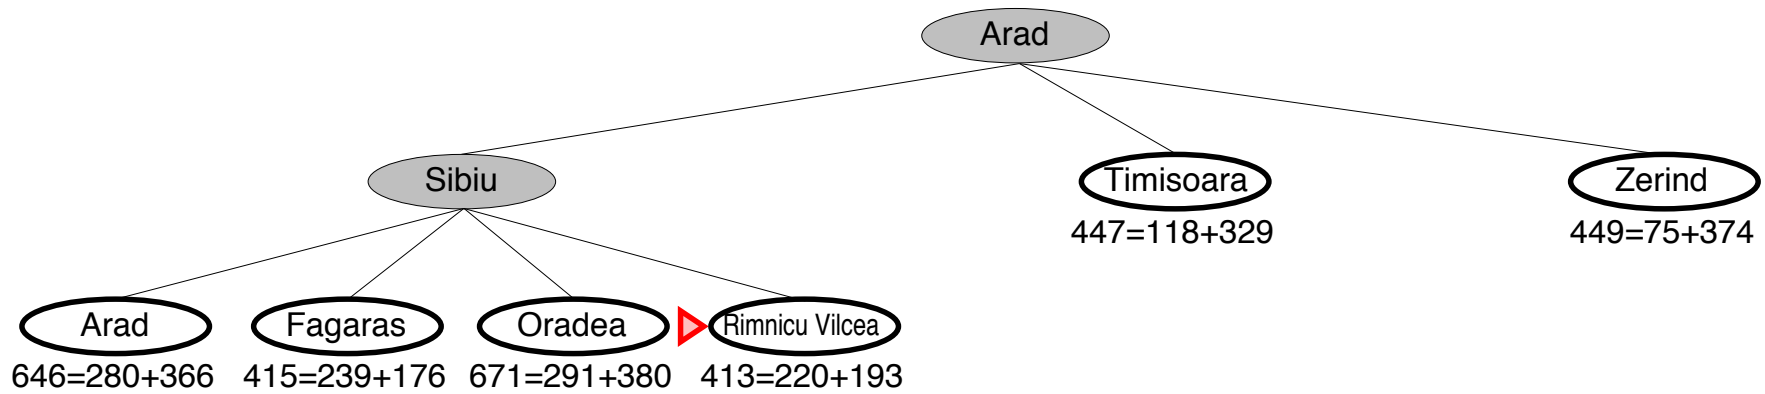 Arad
Sibiu
Timisoara
Zerind
447=118+329
449=75+374
Arad
Fagaras
Oradea
Rimnicu Vilcea
646=280+366
415=239+176
671=291+380
413=220+193